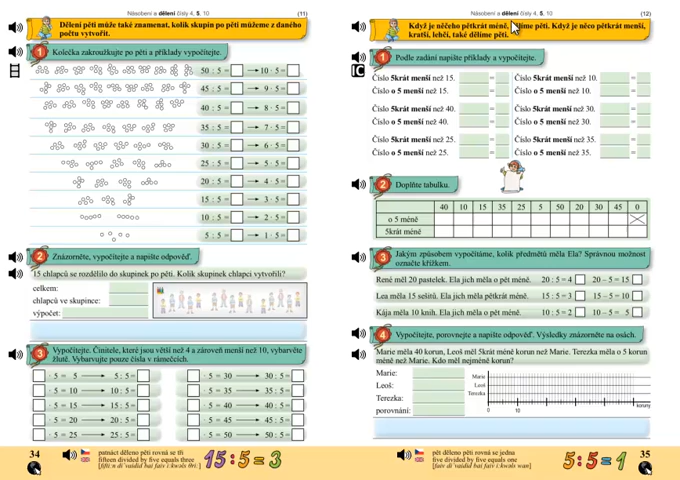 Násobení a dělení čísly 4, 5, 10 (11)
Dělení pěti může také znamenat, kolik skupin po pěti můžeme z daného
počtu vytvořit.
1 Kolečka zakroužkujte po pěti a příklady vypočítejte.
50 : 5 = 10 · 5 =
45 : 5 = 9 · 5 =
40 : 5 = 8 · 5 =
35 : 5 = 7 · 5 =
30 : 5 = 6 · 5 =
25 : 5 = 5 · 5 =
20 : 5 = 4 · 5 =
15 : 5 = 3 · 5 =
10 : 5 = 2 · 5 =
5 : 5 = 1 · 5 =
2 Znázorněte, vypočítejte a napište odpověď.
15 chlapců se rozdělilo do skupinek po pěti. Kolik skupinek chlapci vytvořili?
celkem:
chlapců ve skupince:
výpočet:
3 Vypočítejte. Činitele, které jsou větší než 4 a zároveň menší než 10, vybarvěte
žlutě. Vybarvujte pouze čísla v rámečcích.
· 5 = 5 5 : 5 = · 5 = 30 30 : 5 =
· 5 = 10 10 : 5 = · 5 = 35 35 : 5 =
· 5 = 15 15 : 5 = · 5 = 40 40 : 5 =
· 5 = 20 20 : 5 = · 5 = 45 45 : 5 =
· 5 = 25 25 : 5 = · 5 = 50 50 : 5 =
34
patnáct děleno pěti rovná se tři
fifteen divided by five equals three
15 : 5 = 3
Násobení a dělení čísly 4, 5, 10 (12)
Když je něčeho pětkrát méně, dělíme pěti. Když je něco pětkrát menší,
kratší, lehčí, také dělíme pěti.
1 Podle zadání napište příklady a vypočítejte.
Číslo 5krát menší než 15. = Číslo 5krát menší než 10. =
Číslo o 5 menší než 15. = Číslo o 5 menší než 10. =
Číslo 5krát menší než 40. = Číslo 5krát menší než 30. =
Číslo o 5 menší než 40. = Číslo o 5 menší než 30. =
Číslo 5krát menší než 25. = Číslo 5krát menší než 35. =
Číslo o 5 menší než 25. = Číslo o 5 menší než 35. =
2 Doplňte tabulku.
40 10 15 35 25 5 50 20 30 45 0
o 5 méně
5krát méně
3 Jakým způsobem vypočítáme, kolik předmětů měla Ela? Správnou možnost
označte křížkem.
René měl 20 pastelek. Ela jich měla o pět méně. 20 : 5 = 4 20 – 5 = 15
Lea měla 15 sešitů. Ela jich měla pětkrát méně. 15 : 5 = 3 15 – 5 = 10
Kája měla 10 knih. Ela jich měla o pět méně. 10 : 5 = 2 10 – 5 = 5
4 Vypočítejte, porovnejte a napište odpověď. Výsledky znázorněte na osách.
Marie měla 40 korun, Leoš měl 5krát méně korun než Marie. Terezka měla o 5 korun
méně než Marie. Kdo měl nejméně korun?
Marie:
Leoš:
Terezka:
porovnání:
Marie
Leoš
Terezka
0 10 koruny
pět děleno pěti rovná se jedna
five divided by five equals one
5 : 5 = 1
35